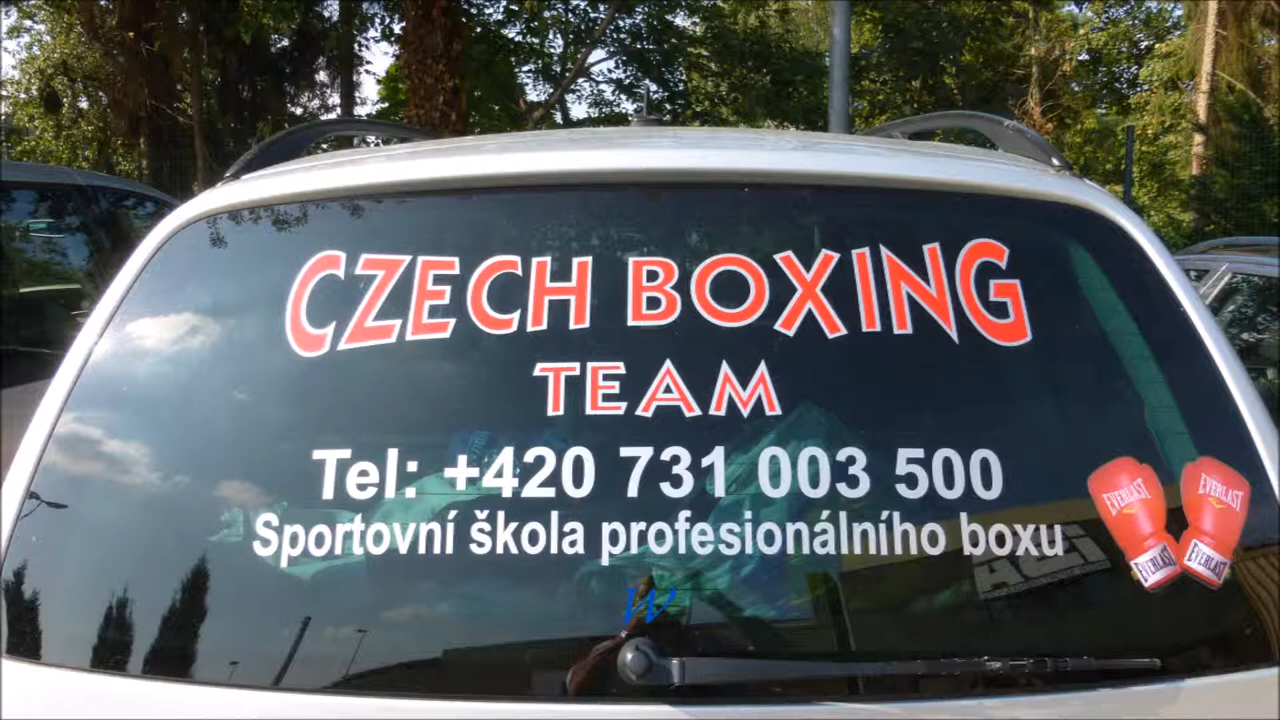 CZECH BOXING
TEAM
Tel: +420 731 003 500
Sportovní škola profesionálního boxu
EVERLAST EVERLAST
EVERLAST EVERLAST
W